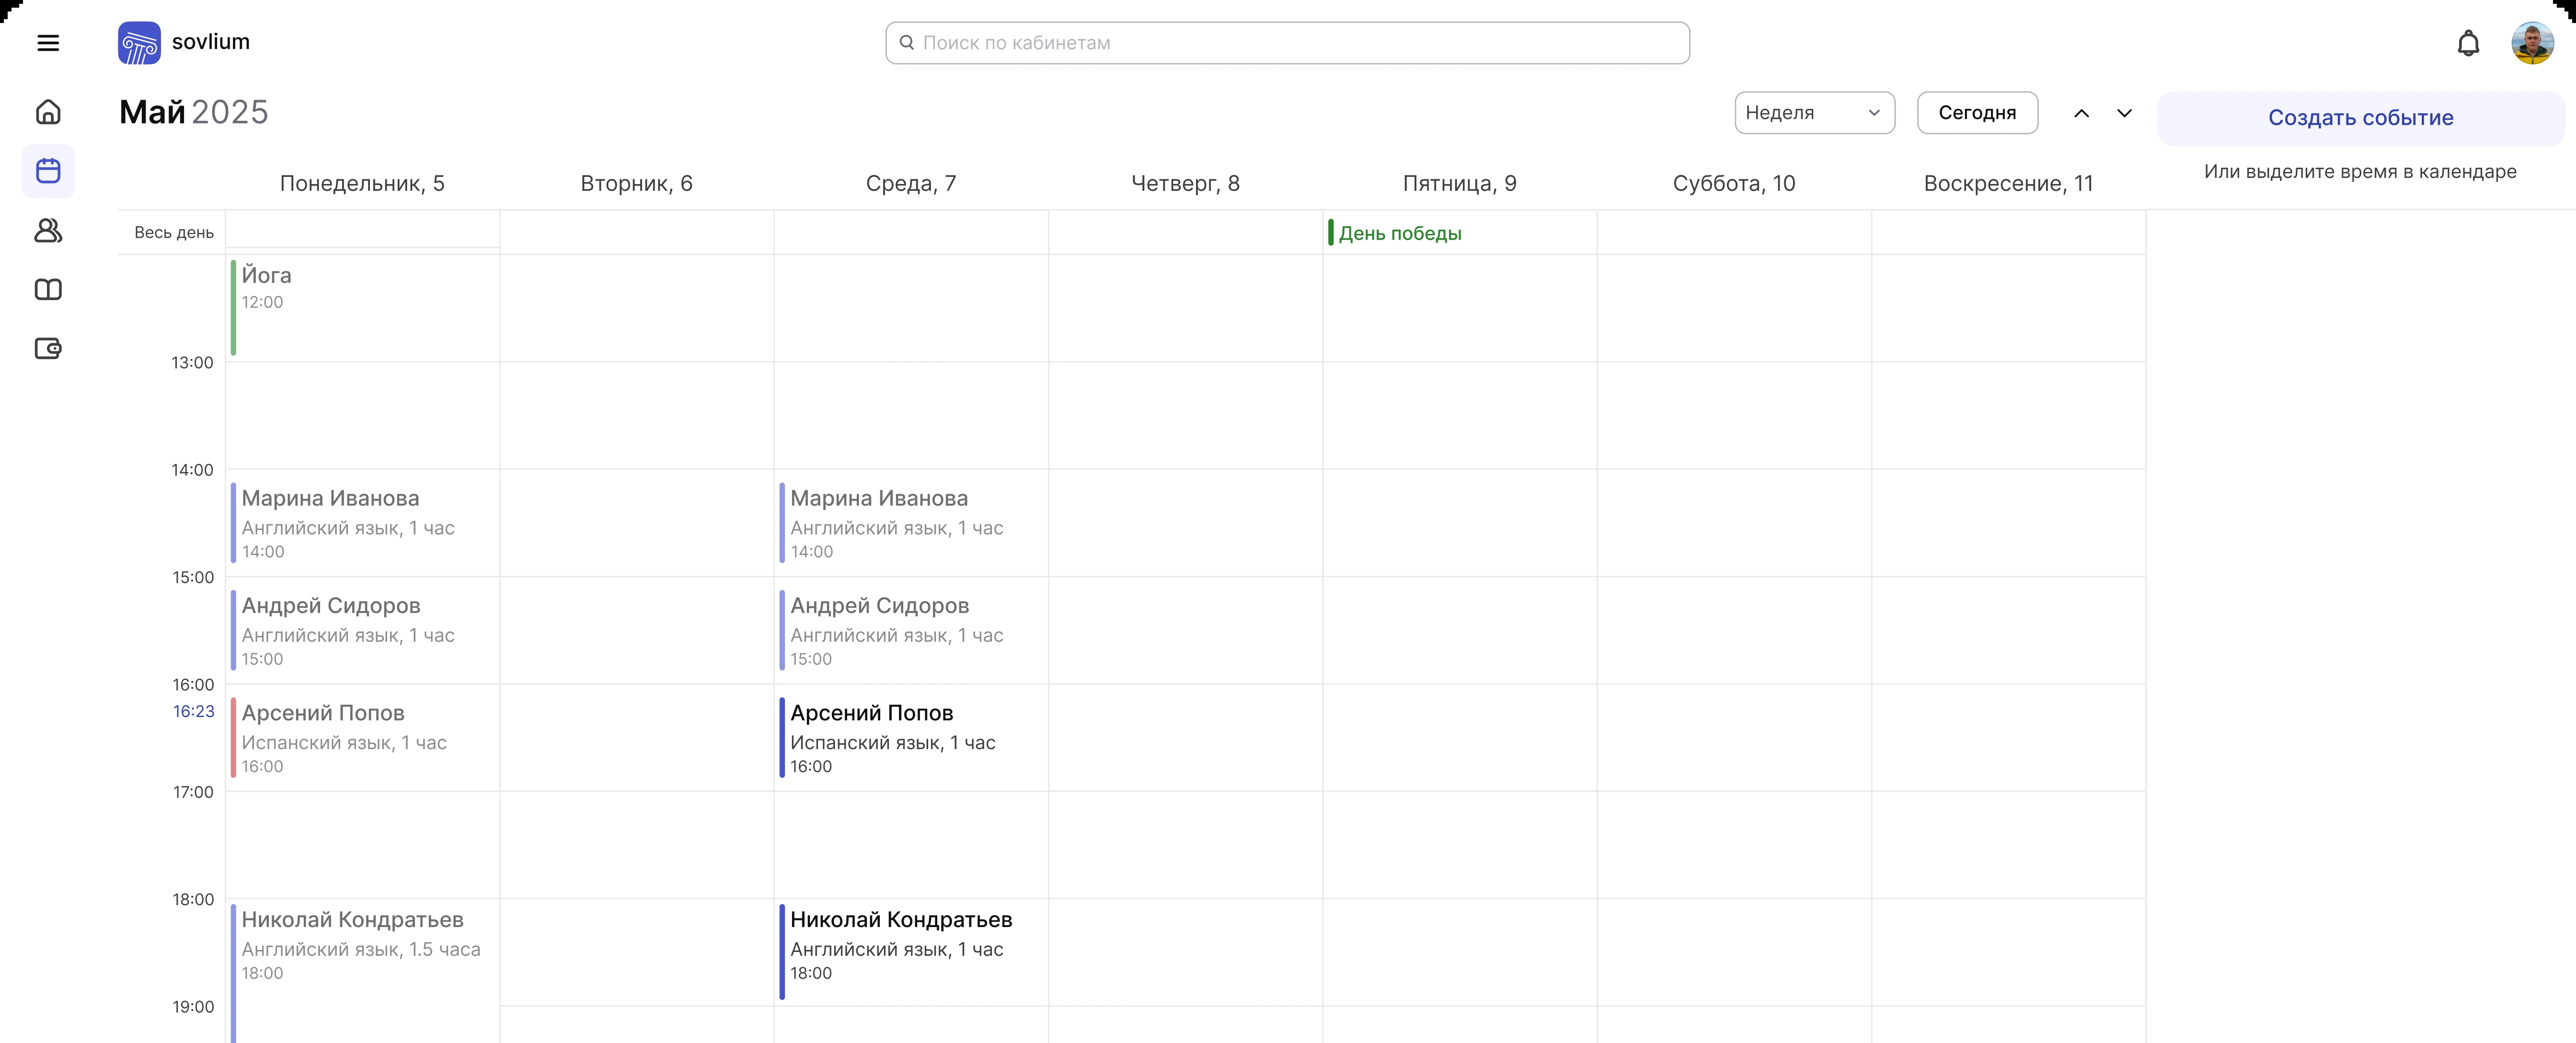 sovlium
Поиск по кабинетам
Май 2025
Неделя
Сегодня
Создать событие
Или выделите время в календаре
Понедельник, 5
Вторник, 6
Среда, 7
Четверг, 8
Пятница, 9
Суббота, 10
Воскресение, 11
Весь день
День победы
Йога
12:00
13:00
14:00
Марина Иванова
Английский язык, 1 час
14:00
Марина Иванова
Английский язык, 1 час
14:00
15:00
Андрей Сидоров
Английский язык, 1 час
15:00
Андрей Сидоров
Английский язык, 1 час
15:00
16:00
16:23
Арсений Попов
Испанский язык, 1 час
16:00
Арсений Попов
Испанский язык, 1 час
16:00
17:00
18:00
Николай Кондратьев
Английский язык, 1.5 часа
18:00
Николай Кондратьев
Английский язык, 1 час
18:00
19:00